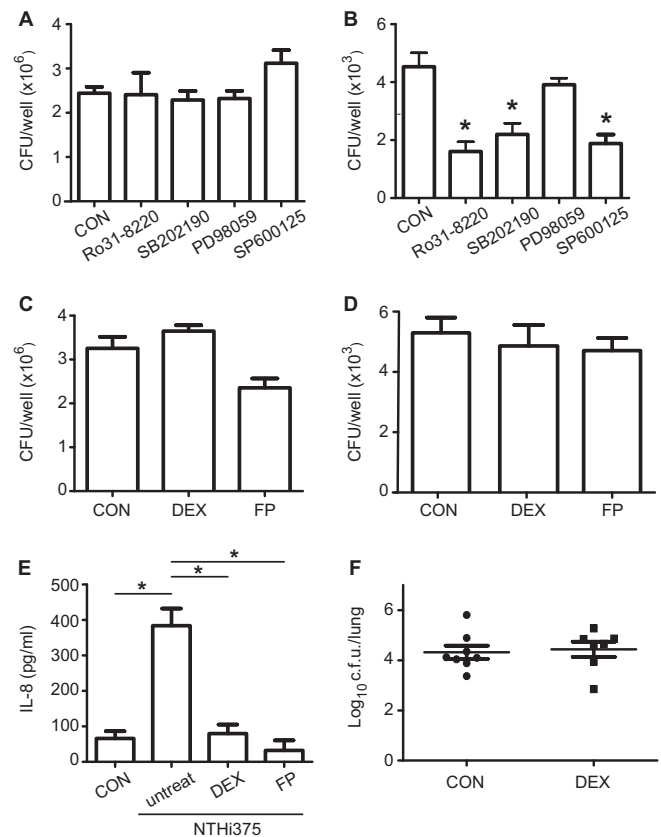 A
CFU/well (x10⁶)
4
3
2
1
0
CON
Ro31-8220
SB202190
PD98059
SP600125
B
CFU/well (x10³)
6
4
2
0
*
*
*
CON
Ro31-8220
SB202190
PD98059
SP600125
C
CFU/well (x10⁶)
4
3
2
1
0
CON
DEX
FP
D
CFU/well (x10³)
6
4
2
0
CON
DEX
FP
E
IL-8 (pg/ml)
500
400
300
200
100
0
*
*
*
CON
untreat
DEX
FP
NTHi375
F
Log₁₀ c.f.u./lung
6
4
2
0
CON
DEX